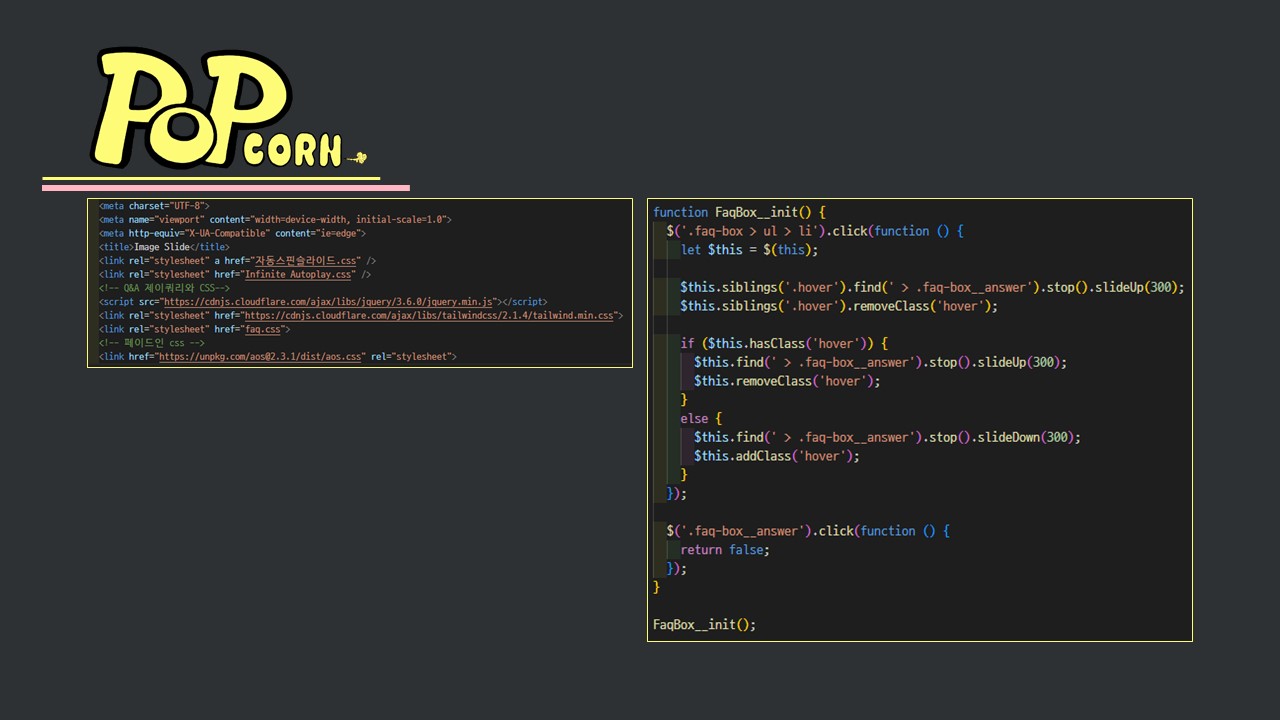 POP
CORN
<meta charset="UTF-8">
<meta name="viewport" content="width=device-width, initial-scale=1.0">
<meta http-equiv="X-UA-Compatible" content="ie=edge">
<title>Image Slide</title>
<link rel="stylesheet" a href="자동스핀슬라이드.css" />
<link rel="stylesheet" href="Infinite Autoplay.css" />
<!-- Q&A 제이쿼리와 CSS-->
<script src="https://cdnjs.cloudflare.com/ajax/libs/jquery/3.6.0/jquery.min.js"></script>
<link rel="stylesheet" href="https://cdnjs.cloudflare.com/ajax/libs/tailwindcss/2.1.4/tailwind.min.css">
<link rel="stylesheet" href="faq.css">
<!-- 페이드인 css -->
<link href="https://unpkg.com/aos@2.3.1/dist/aos.css" rel="stylesheet">
function FaqBox__init() {
$('.faq-box > ul > li').click(function () {
let $this = $(this);
$this.siblings('.hover').find(' > .faq-box__answer').stop().slideUp(300);
$this.siblings('.hover').removeClass('hover');
if ($this.hasClass('hover')) {
$this.find(' > .faq-box__answer').stop().slideUp(300);
$this.removeClass('hover');
}
else {
$this.find(' > .faq-box__answer').stop().slideDown(300);
$this.addClass('hover');
}
});
$('.faq-box__answer').click(function () {
return false;
});
}
FaqBox__init();